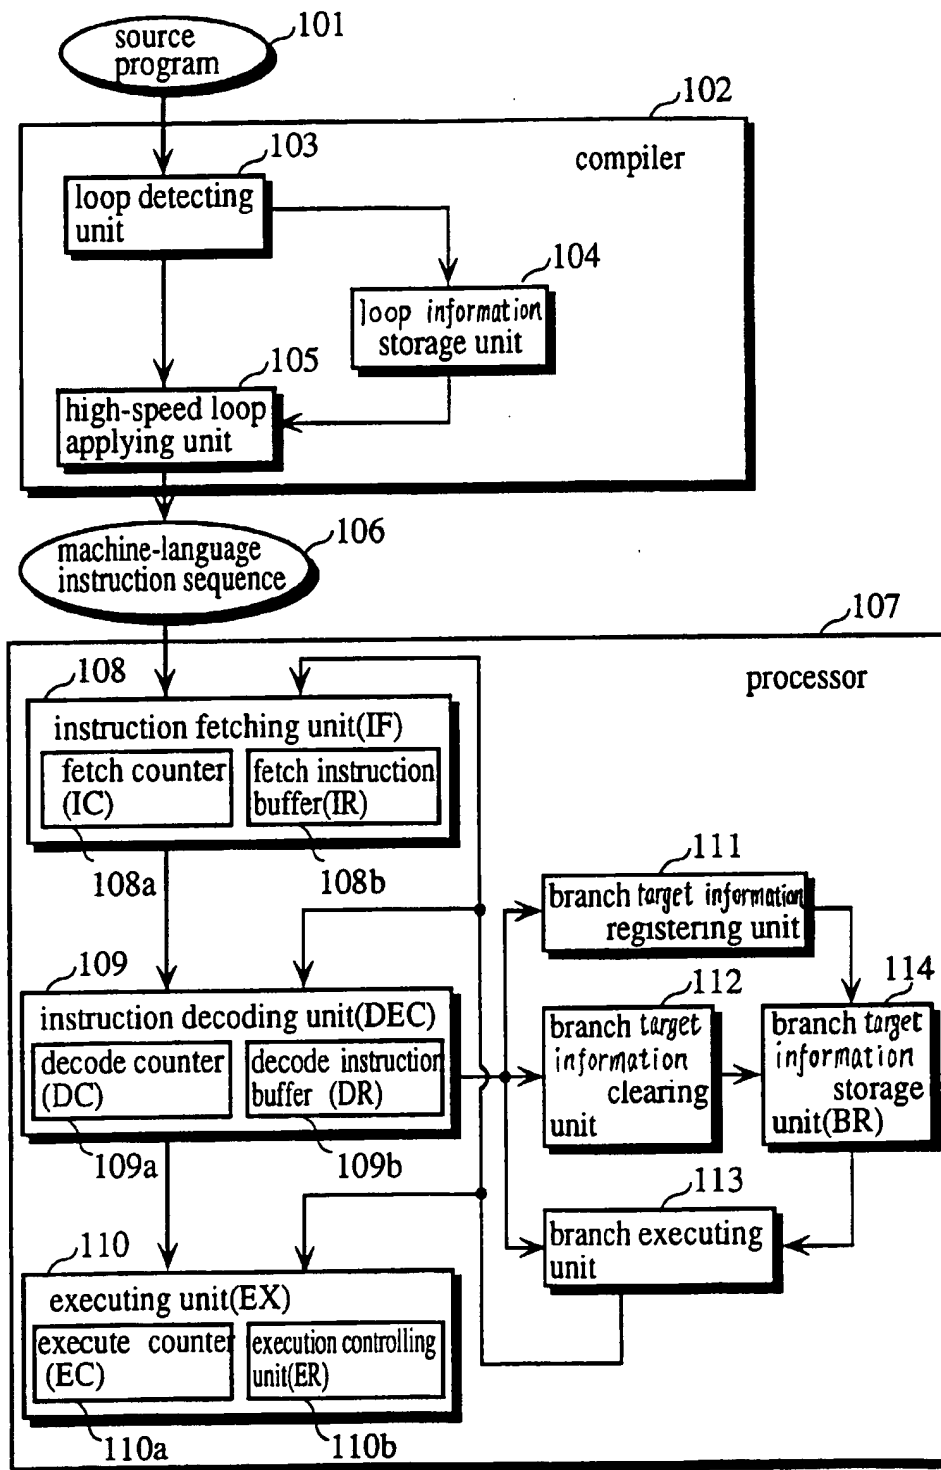 source
program
101
102
compiler
103
loop detecting
unit
104
loop information
storage unit
105
high-speed loop
applying unit
machine-language
instruction sequence
106
107
processor
108
instruction fetching unit(IF)
fetch counter
(IC)
fetch instruction
buffer(IR)
108a
108b
111
branch target information
registering unit
109
instruction decoding unit(DEC)
decode counter
(DC)
decode instruction
buffer (DR)
109a
109b
112
branch target
information
clearing
unit
114
branch target
information
storage
unit(BR)
113
branch executing
unit
110
executing unit(EX)
execute counter
(EC)
execution controlling
unit(ER)
110a
110b